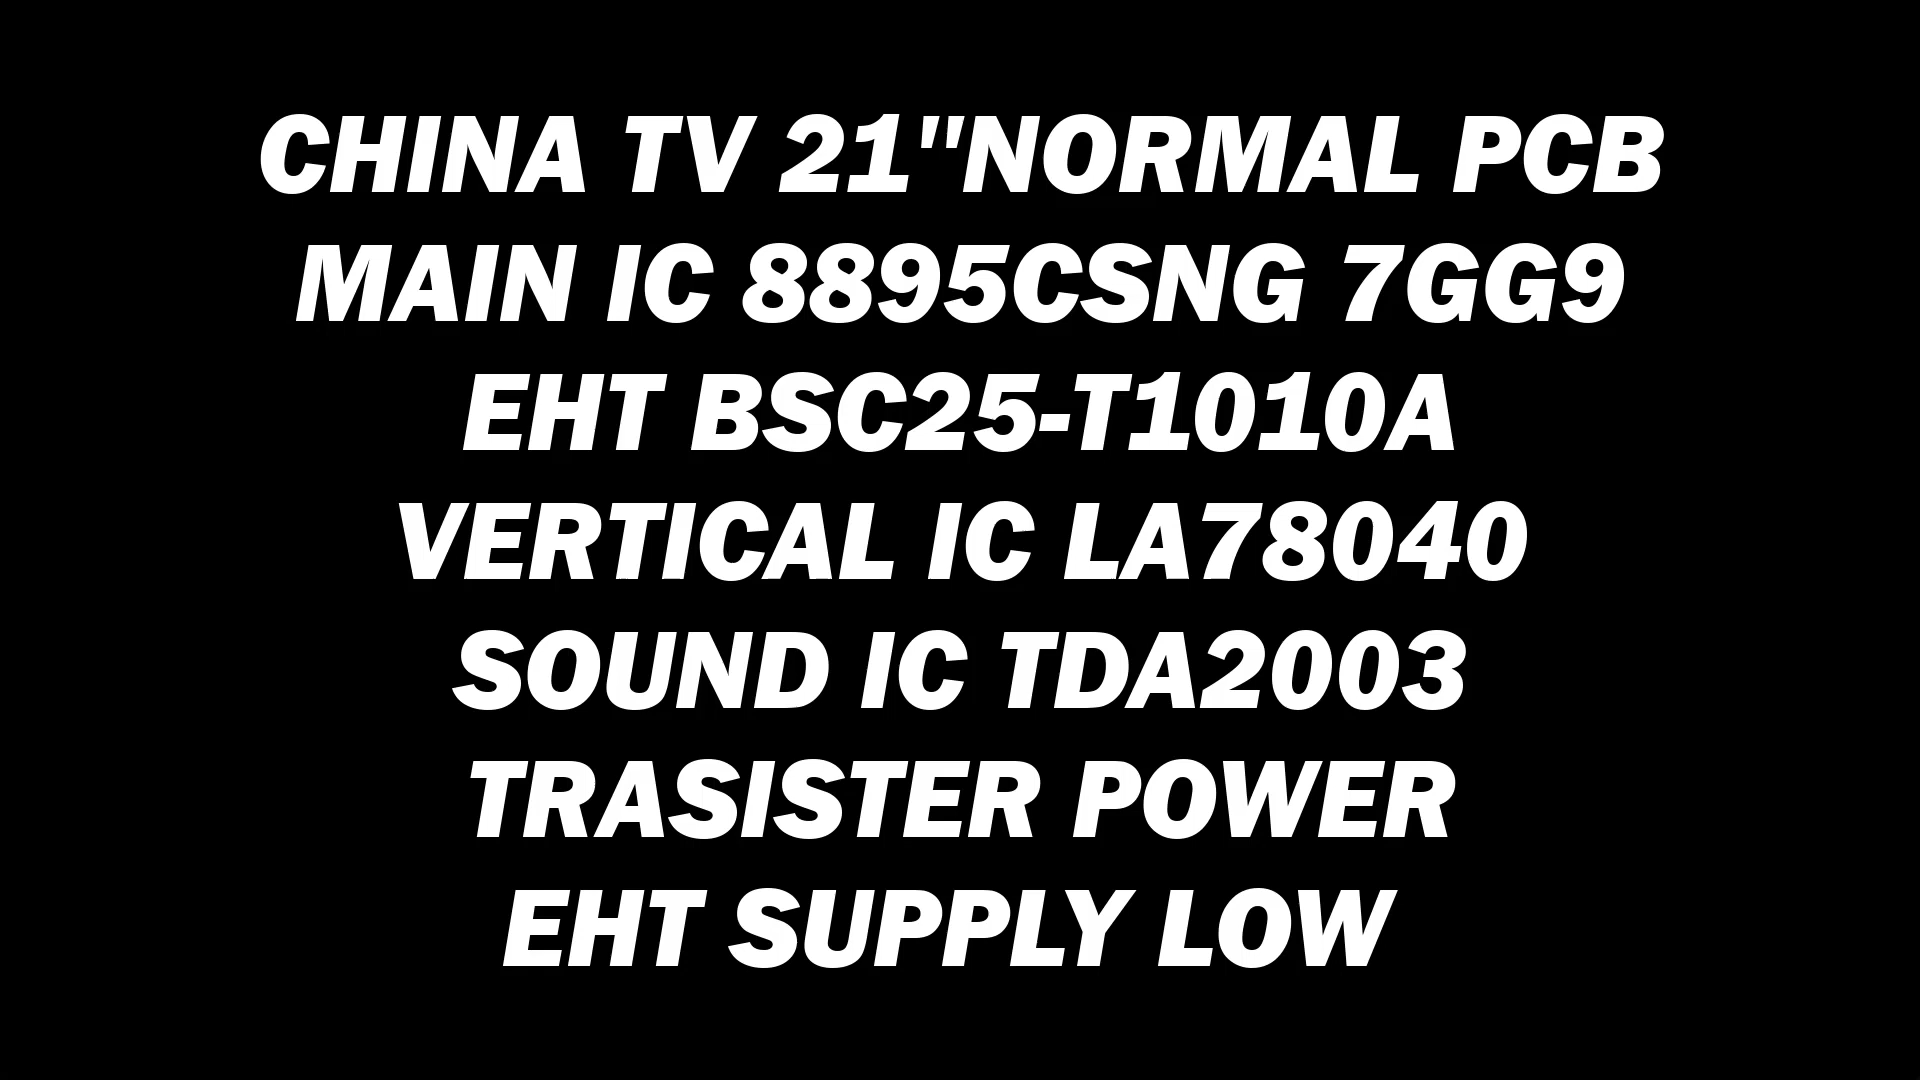 CHINA TV 21"NORMAL PCB
MAIN IC 8895CSNG 7GG9
EHT BSC25-T1010A
VERTICAL IC LA78040
SOUND IC TDA2003
TRASISTER POWER
EHT SUPPLY LOW